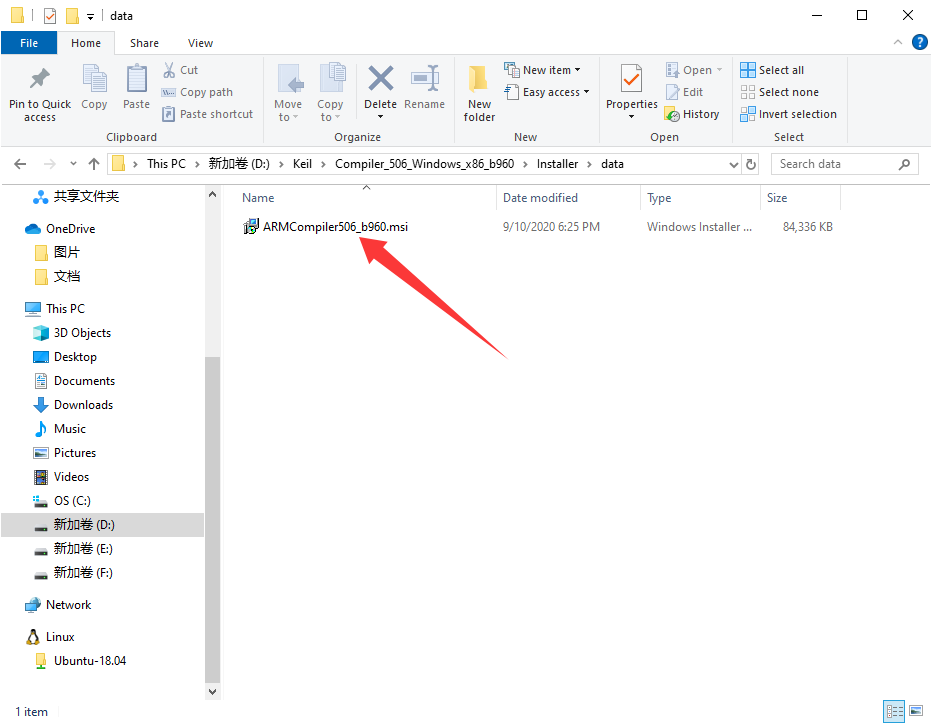 data
File Home Share View
Pin to Quick access
Copy
Paste
Cut
Copy path
Paste shortcut
Clipboard
Move to
Copy to
Delete
Rename
Organize
New folder
New item
Easy access
New
Properties
Open
Edit
History
Open
Select all
Select none
Invert selection
Select
This PC > 新加卷 (D:) > Keil > Compiler_506_Windows_x86_b960 > Installer > data
Search data
共享文件夹
OneDrive
图片
文档
This PC
3D Objects
Desktop
Documents
Downloads
Music
Pictures
Videos
OS (C:)
新加卷 (D:)
新加卷 (E:)
新加卷 (F:)
Network
Linux
Ubuntu-18.04
Name Date modified Type Size
ARMCompiler506_b960.msi 9/10/2020 6:25 PM Windows Installer ... 84,336 KB
1 item